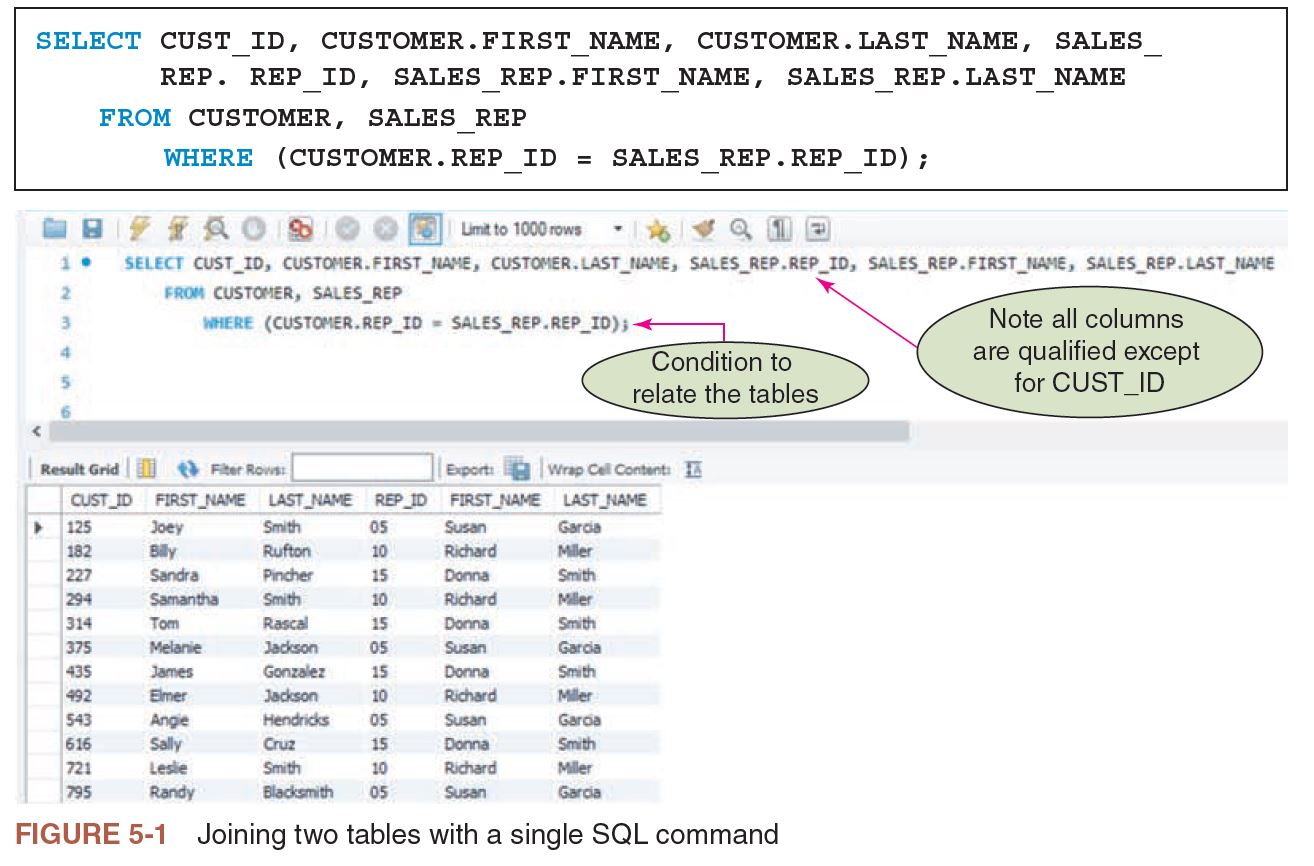 SELECT CUST_ID, CUSTOMER.FIRST_NAME, CUSTOMER.LAST_NAME, SALES_
REP. REP_ID, SALES_REP.FIRST_NAME, SALES_REP.LAST_NAME
FROM CUSTOMER, SALES_REP
WHERE (CUSTOMER.REP_ID = SALES_REP.REP_ID);
Limit to 1000 rows
1 SELECT CUST_ID, CUSTOMER.FIRST_NAME, CUSTOMER.LAST_NAME, SALES_REP.REP_ID, SALES_REP.FIRST_NAME, SALES_REP.LAST_NAME
2 FROM CUSTOMER, SALES_REP
3 WHERE (CUSTOMER.REP_ID = SALES_REP.REP_ID);
4
5
6
Note all columns
are qualified except
for CUST_ID
Condition to
relate the tables
Result Grid Filter Rows: Export: Wrap Cell Content: IA
CUST_ID FIRST_NAME LAST_NAME REP_ID FIRST_NAME LAST_NAME
125 Joey Smith 05 Susan Garcia
182 Billy Rufton 10 Richard Miller
227 Sandra Pincher 15 Donna Smith
294 Samantha Smith 10 Richard Miller
314 Tom Rascal 15 Donna Smith
375 Melanie Jackson 05 Susan Garcia
435 James Gonzalez 15 Donna Smith
492 Elmer Jackson 10 Richard Miller
543 Angie Hendricks 05 Susan Garcia
616 Sally Cruz 15 Donna Smith
721 Leslie Smith 10 Richard Miller
795 Randy Blacksmith 05 Susan Garcia
FIGURE 5-1 Joining two tables with a single SQL command